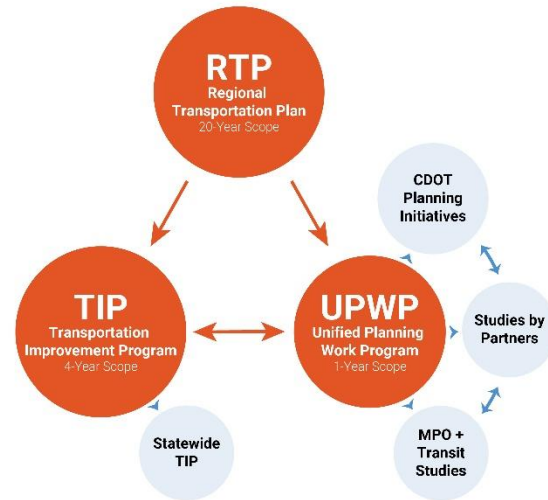 RTP
Regional
Transportation Plan
20-Year Scope
CDOT
Planning
Initiatives
TIP
Transportation
Improvement Program
4-Year Scope
UPWP
Unified Planning
Work Program
1-Year Scope
Studies by
Partners
Statewide
TIP
MPO +
Transit
Studies